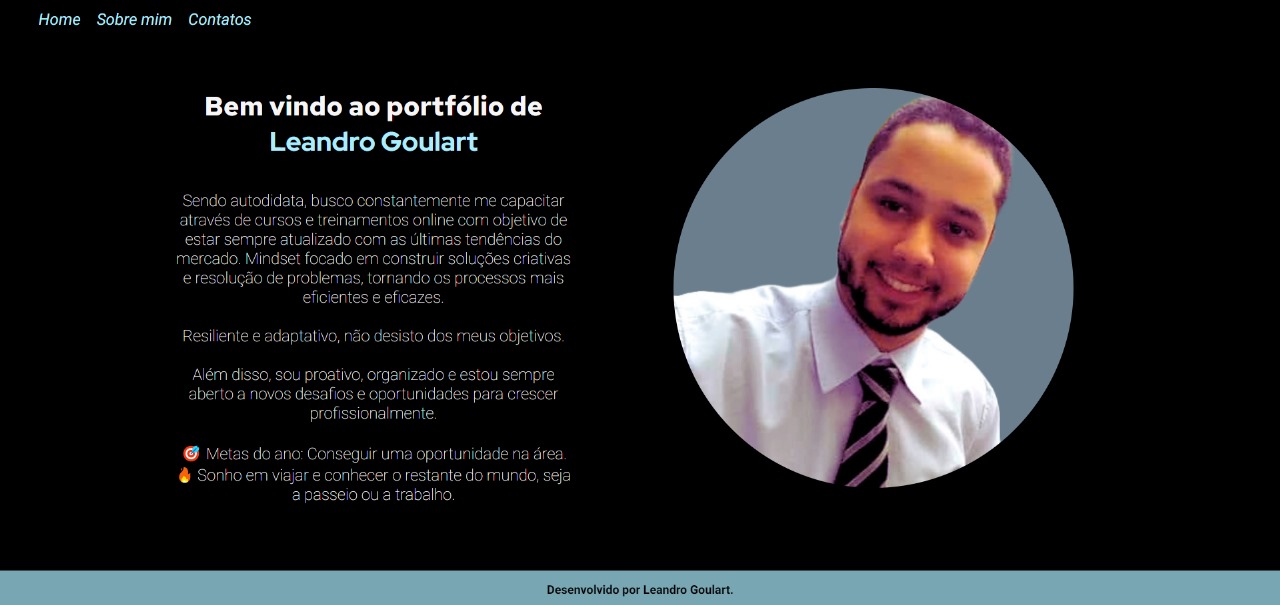 Home Sobre mim Contatos
Bem vindo ao portfólio de
Leandro Goulart
Sendo autodidata, busco constantemente me capacitar
através de cursos e treinamentos online com objetivo de
estar sempre atualizado com as últimas tendências do
mercado. Mindset focado em construir soluções criativas
e resolução de problemas, tornando os processos mais
eficientes e eficazes.
Resiliente e adaptativo, não desisto dos meus objetivos.
Além disso, sou proativo, organizado e estou sempre
aberto a novos desafios e oportunidades para crescer
profissionalmente.
🎯 Metas do ano: Conseguir uma oportunidade na área.
🔥 Sonho em viajar e conhecer o restante do mundo, seja
a passeio ou a trabalho.
Desenvolvido por Leandro Goulart.